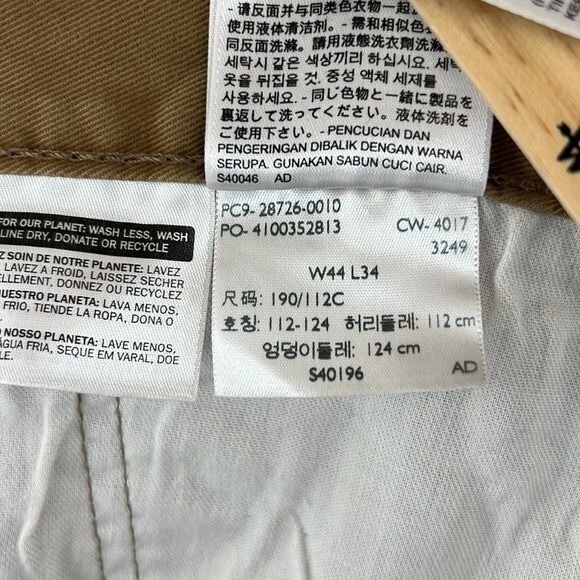 - 请反面并与同类色衣物一起洗
液体清洁剂。- 需和相似色
同反面洗滌。請用液態洗衣劑洗滌
세탁시 같은 색상끼리 하십시오. 세탁
옷을 뒤집을 것. 중성 액체 세제를
사용하세요. - 同じ色物と一緒に製品を
裏返して洗ってください。液体洗剤を
ご使用下さい。- PENCUCIAN DAN
PENGERINGAN DIBALIK DENGAN WARNA
SERUPA. GUNAKAN SABUN CUCI CAIR.
S40046 AD
FOR OUR PLANET: WASH LESS, WASH
LINE DRY, DONATE OR RECYCLE
SOIN DE NOTRE PLANETE: LAVEZ
LAVEZ A FROID, LAISSEZ SECHER
ELLEMENT, DONNEZ OU RECYCLEZ
NUESTRO PLANETA: LAVA MENOS,
FRIO, TIENDE LA ROPA, DONA O
NOSSO PLANETA: LAVE MENOS,
ÁGUA FRIA, SEQUE EM VARAL, DOE
PC9- 28726-0010
PO- 4100352813 CW- 4017
3249
W44 L34
尺码: 190/112C
호칭: 112-124 허리둘레: 112 cm
엉덩이둘레: 124 cm
S40196 AD